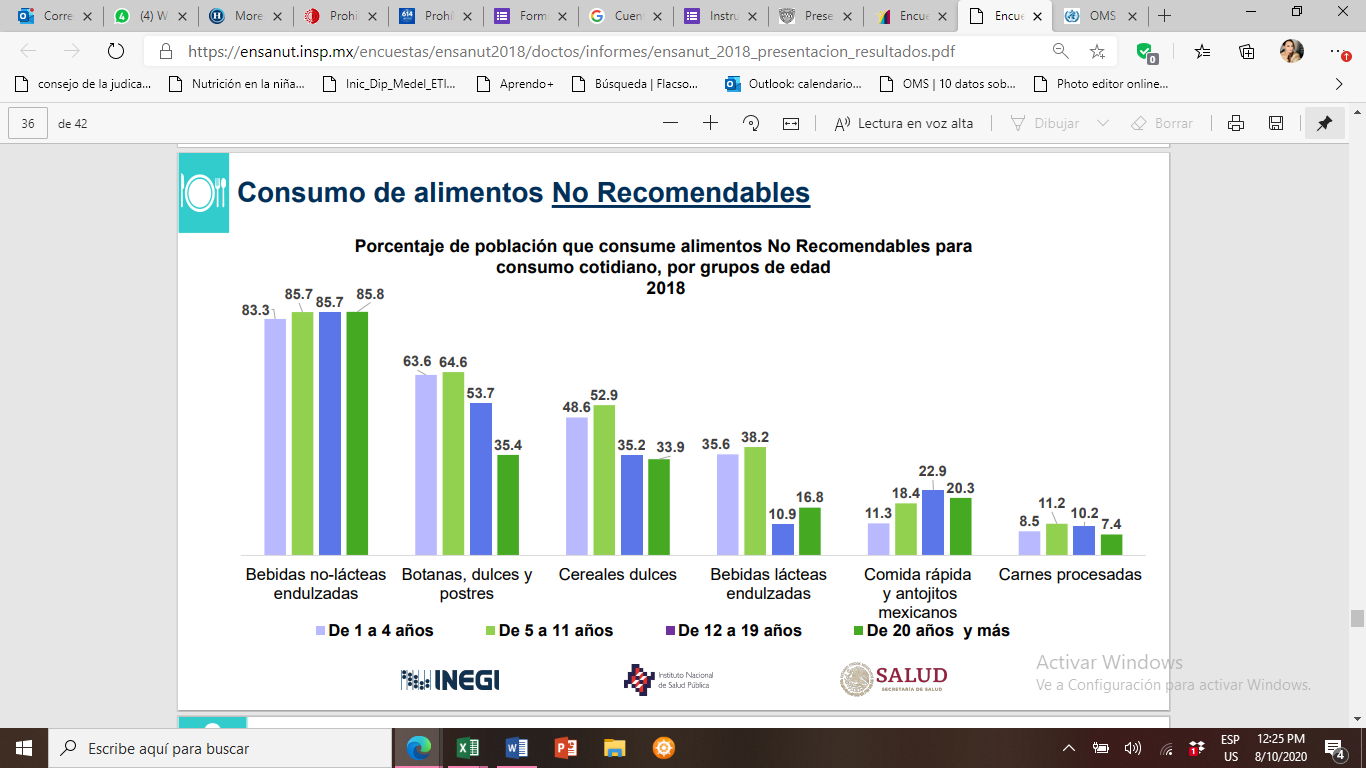 Corre
(4) W
More
Prohi
Prohi
Form
Cuen
Instru
Prese
Encue
Encue
OMS
https://ensanut.insp.mx/encuestas/ensanut2018/doctos/informes/ensanut_2018_presentacion_resultados.pdf
consejo de la judica...
Nutrición en la niña...
Inic_Dip_Medel_ETI...
Aprendo+
Búsqueda | Flacso...
Outlook: calendario...
OMS | 10 datos sob...
Photo editor online...
36 de 42
Lectura en voz alta
Dibujar
Borrar
Consumo de alimentos No Recomendables
Porcentaje de población que consume alimentos No Recomendables para
consumo cotidiano, por grupos de edad
2018
83.3 85.7 85.7 85.8
63.6 64.6 53.7 35.4
48.6 52.9 35.2 33.9
35.6 38.2 10.9 16.8
11.3 18.4 22.9 20.3
8.5 11.2 10.2 7.4
Bebidas no-lácteas
endulzadas
Botanas, dulces y
postres
Cereales dulces
Bebidas lácteas
endulzadas
Comida rápida
y antojitos
mexicanos
Carnes procesadas
De 1 a 4 años
De 5 a 11 años
De 12 a 19 años
De 20 años y más
INEGI
Instituto Nacional
de Salud Pública
SALUD
SECRETARÍA DE SALUD
Activar Windows
Ve a Configuración para activar Windows.
Escribe aquí para buscar
ESP
US
12:25 PM
8/10/2020
4